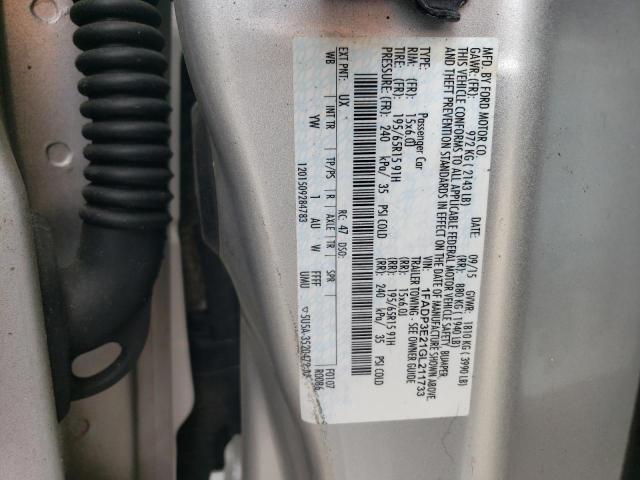 MFD. BY FORD MOTOR CO.
DATE: 09/15 GVWR: 1810 KG ( 3990 LB)
GAWR: (FR): 972 KG ( 2143 LB) (RR): 880 KG ( 1940 LB)
THIS VEHICLE CONFORMS TO ALL APPLICABLE FEDERAL MOTOR VEHICLE SAFETY, BUMPER,
AND THEFT PREVENTION STANDARDS IN EFFECT ON THE DATE OF MANUFACTURE SHOWN ABOVE.
VIN: 1FADP3E21GL211733
TYPE: Passenger Car TRAILER TOWING - SEE OWNER GUIDE
RIM: (FR): 15x6.0J (RR): 15x6.0J
TIRE: (FR): 195/65R15 91H (RR): 195/65R15 91H
PRESSURE: (FR): 240 kPa/ 35 PSI COLD (RR): 240 kPa/ 35 PSI COLD
EXT PNT: UX RC: 47 DSO: F0107
WB INT TR TP/PS R AXLE TR SPR R0086
YW 1 AU W FFFF UMU
1201509284783